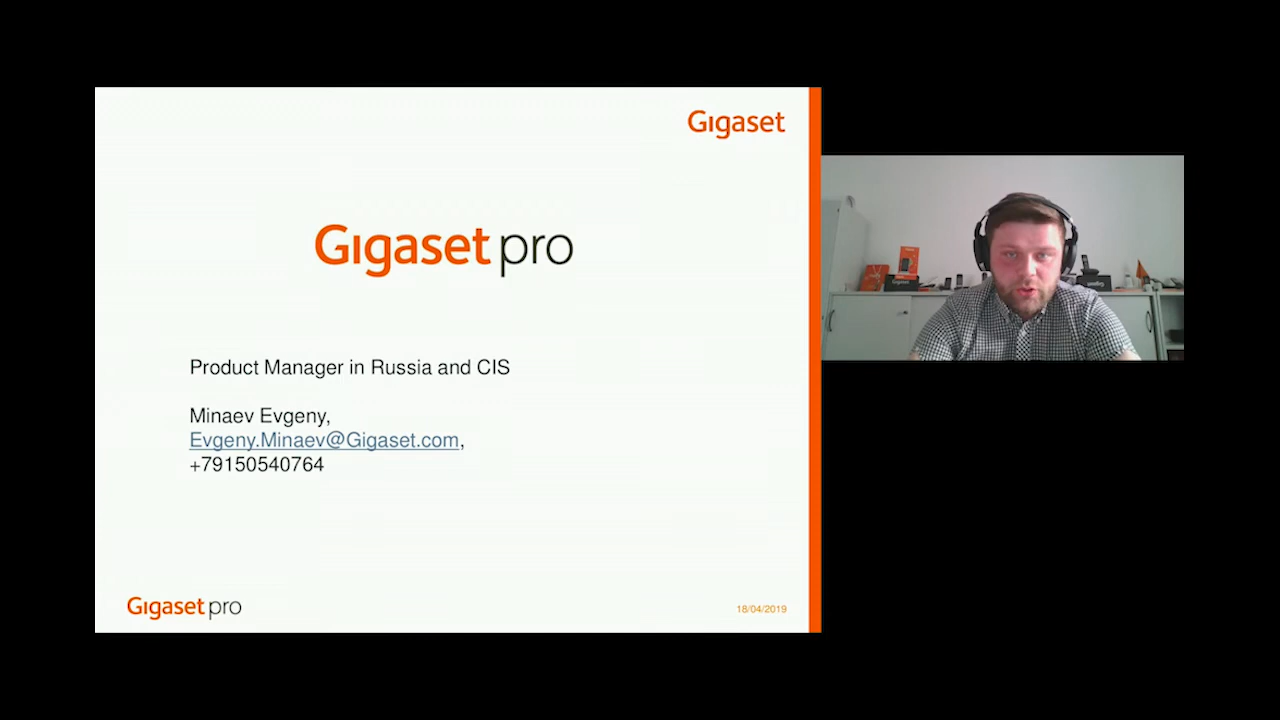 Gigaset
Gigaset pro
Product Manager in Russia and CIS
Minaev Evgeny,
Evgeny.Minaev@Gigaset.com,
+79150540764
Gigaset pro
18/04/2019